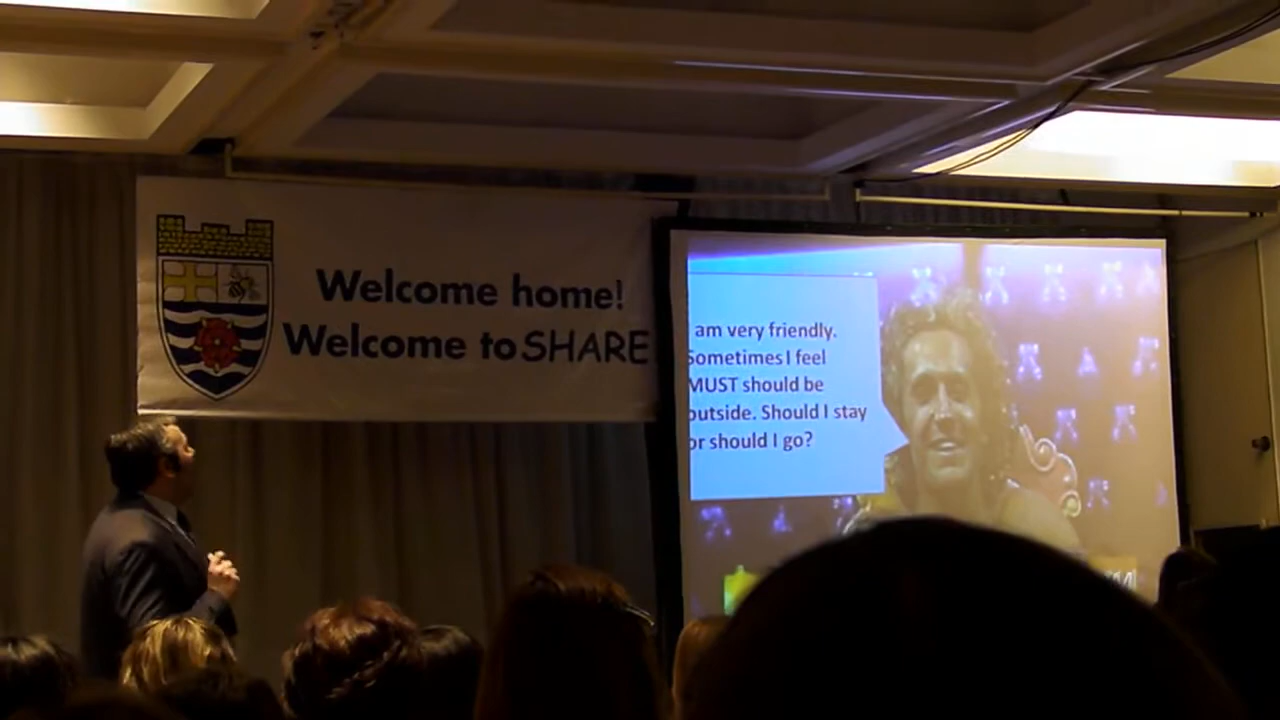 Welcome home!
Welcome to SHARE
am very friendly.
Sometimes I feel
MUST should be
outside. Should I stay
or should I go?